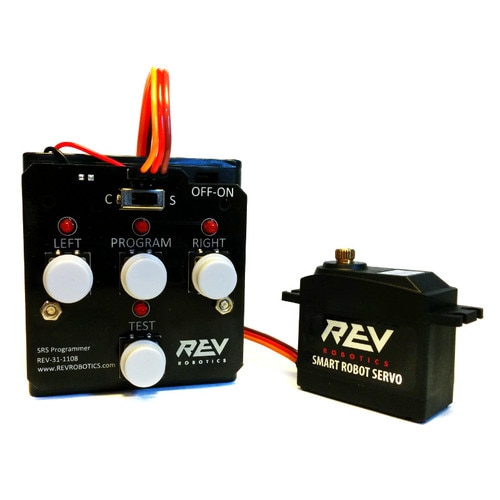 OFF-ON
C S
LEFT PROGRAM RIGHT
TEST
SRS Programmer
REV-31-1108
www.REVROBOTICS.com
REV
ROBOTICS
REV
ROBOTICS
SMART ROBOT SERVO